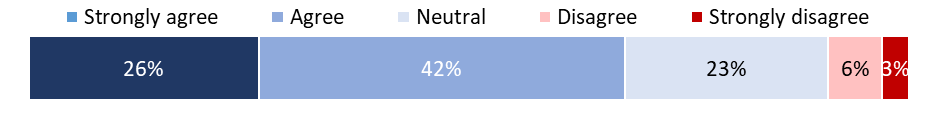 Strongly agree Agree Neutral Disagree Strongly disagree
26% 42% 23% 6% 3%